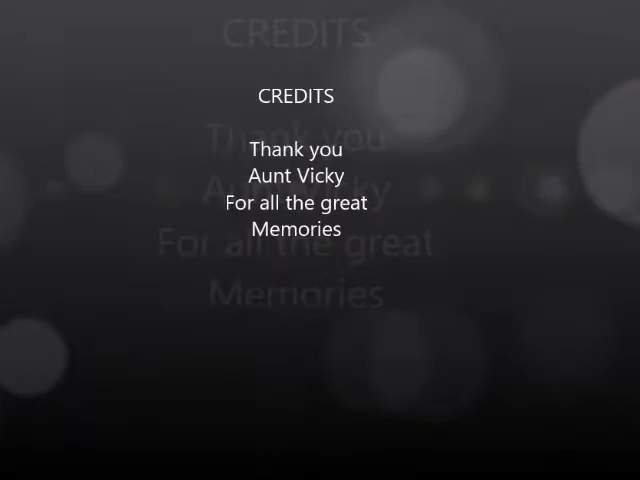 CREDITS
Thank you
Aunt Vicky
For all the great
Memories